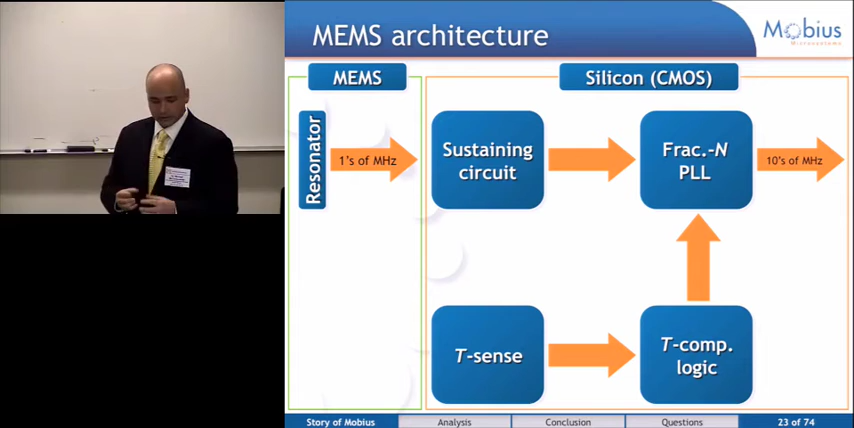 MEMS architecture
Mobius
Microsystems
MEMS
Silicon (CMOS)
Resonator
1's of MHz
Sustaining
circuit
Frac.-N
PLL
10's of MHz
T-sense
T-comp.
logic
Story of Mobius
Analysis
Conclusion
Questions
23 of 74